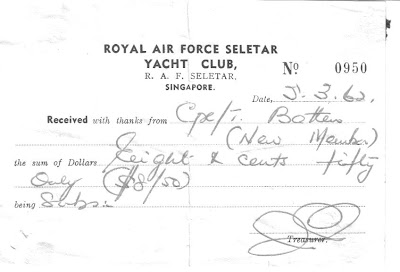 ROYAL AIR FORCE SELETAR
YACHT CLUB,
R. A. F. SELETAR.
SINGAPORE.
No 0950
Date, 5.3.62.
Received with thanks from Cpl/T. Batten
(New Member)
the sum of Dollars Eight & cents fifty
Only ($8/50)
being Subs:
Treasurer.